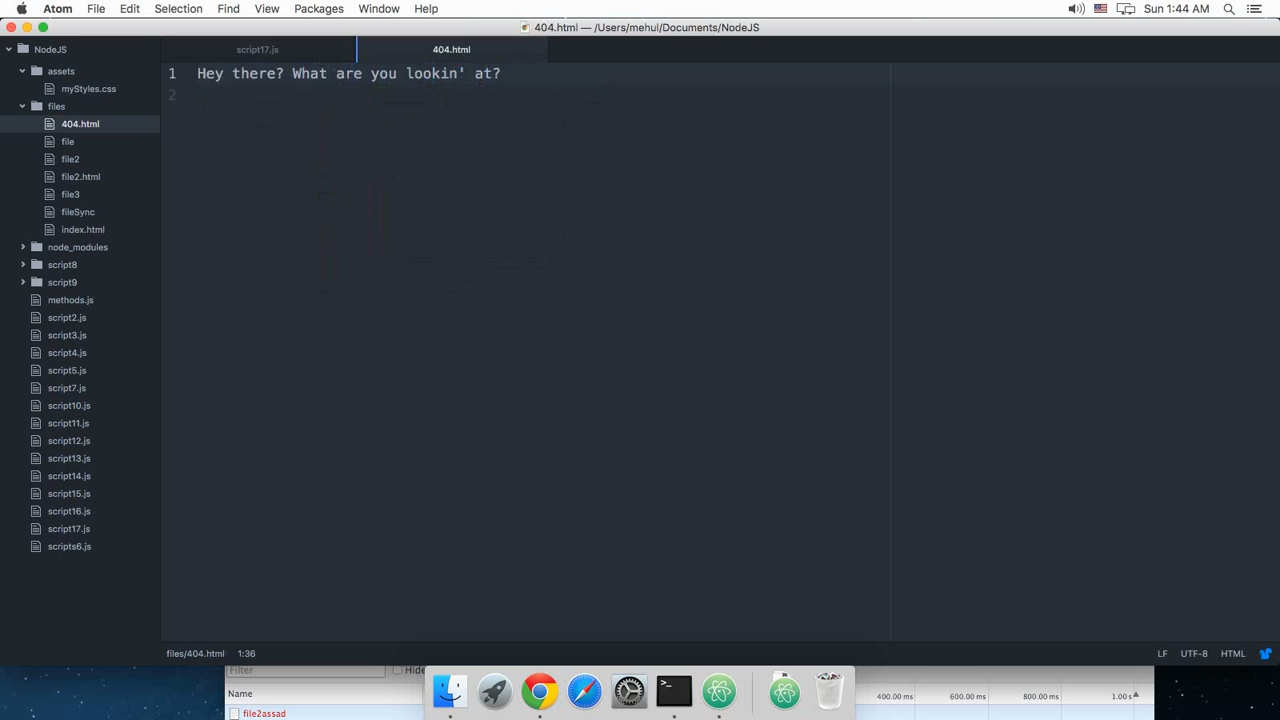 Atom File Edit Selection Find View Packages Window Help Sun 1:44 AM
404.html — /Users/mehul/Documents/NodeJS
NodeJS
script17.js
404.html
assets
myStyles.css
files
404.html
file
file2
file2.html
file3
fileSync
index.html
node_modules
script8
script9
methods.js
script2.js
script3.js
script4.js
script5.js
script7.js
script10.js
script11.js
script12.js
script13.js
script14.js
script15.js
script16.js
script17.js
scripts6.js
1 Hey there? What are you lookin' at?
2
files/404.html 1:36 LF UTF-8 HTML
Filter Hide
Name 400.00 ms 600.00 ms 800.00 ms 1.00 s
file2assad